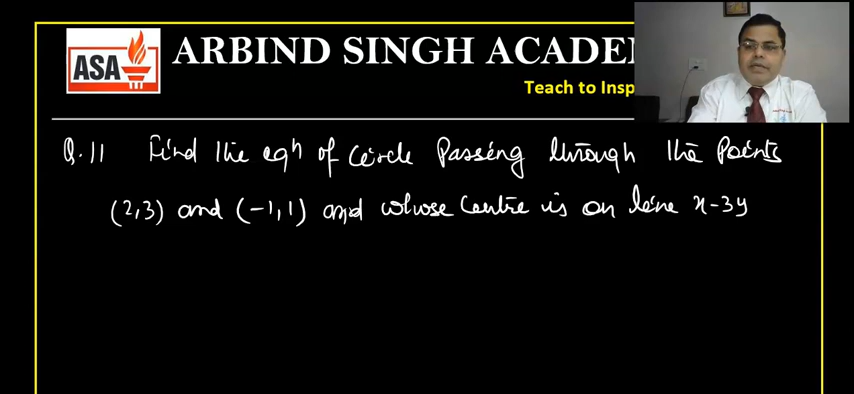 ASA
ARBIND SINGH ACADE
Teach to Insp
Q.11 Find the eqn of circle passing through the points
(2,3) and (-1,1) and whose centre is on line x-3y